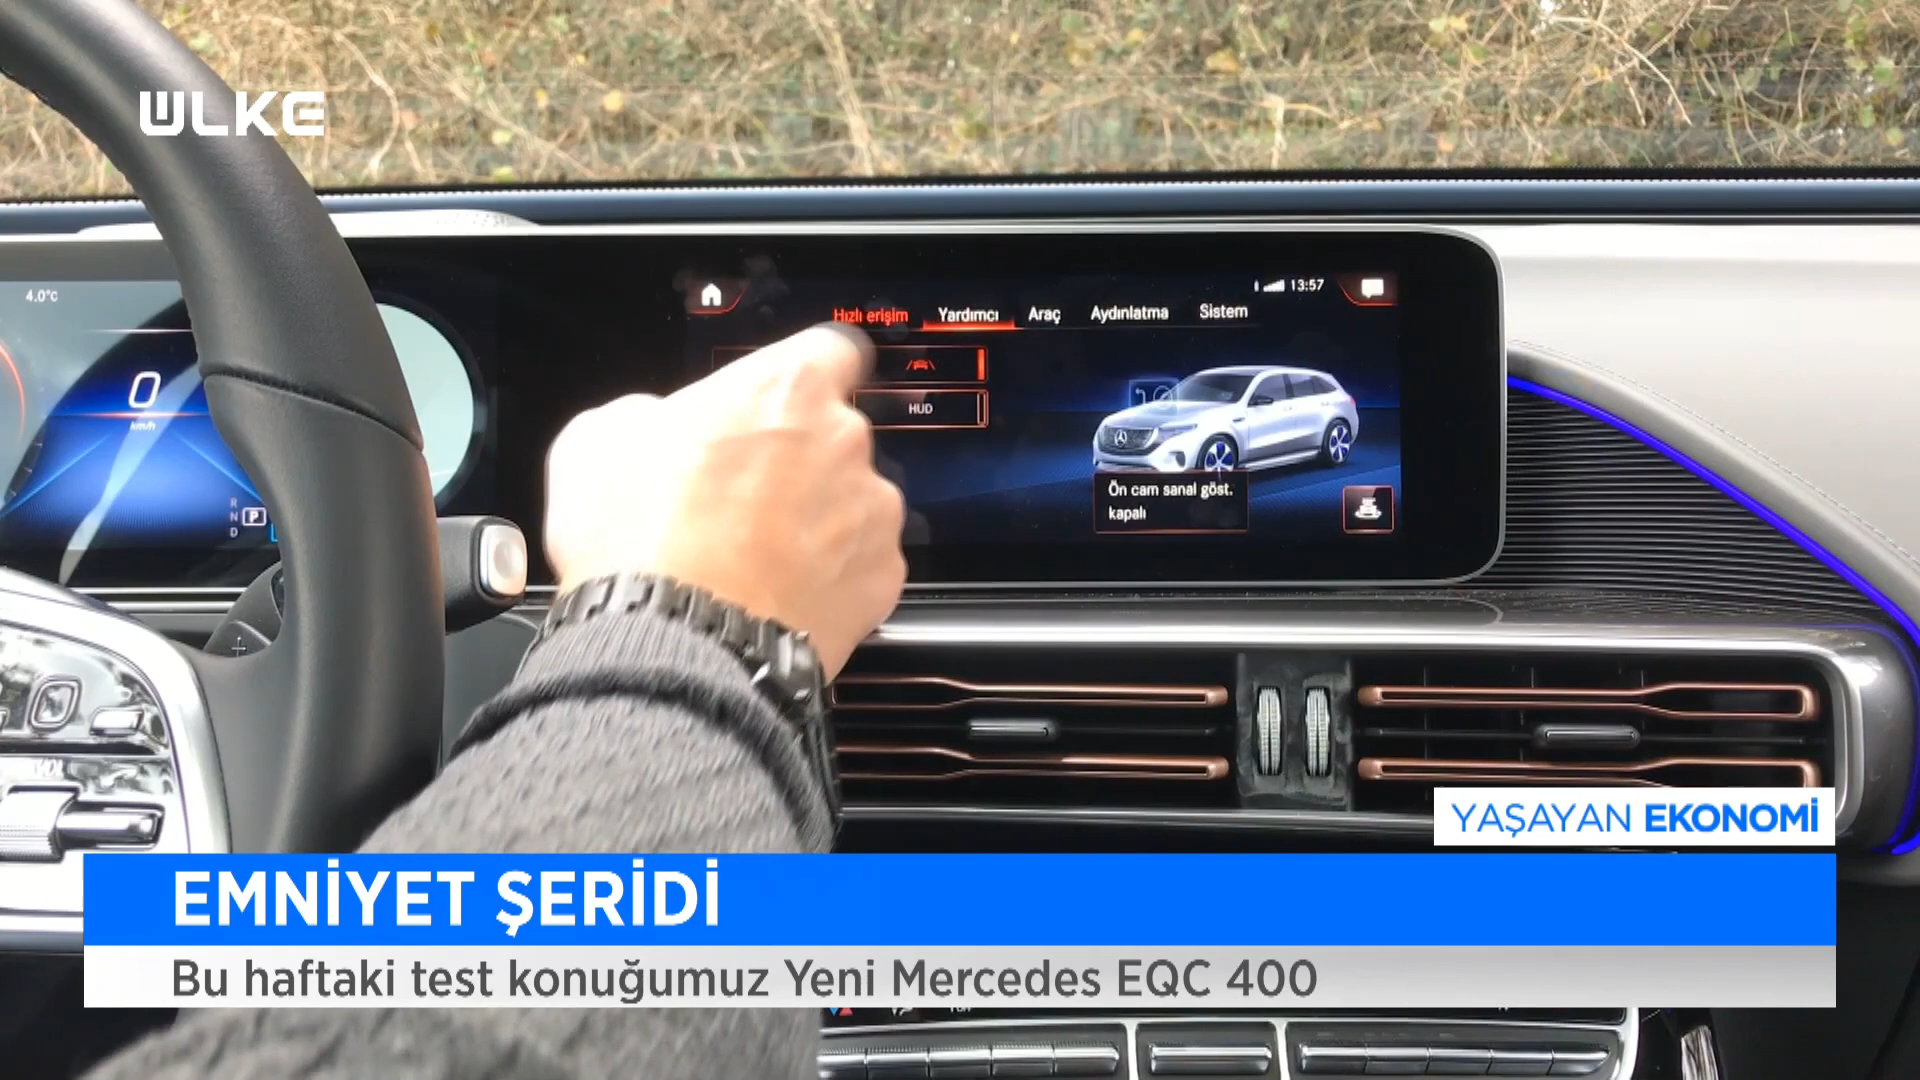 ÜLKE
4.0°C
13:57
Hızlı erişim Yardımcı Araç Aydınlatma Sistem
0
km/h
HUD
R
N P
D
Ön cam sanal göst.
kapalı
YAŞAYAN EKONOMİ
EMNİYET ŞERİDİ
Bu haftaki test konuğumuz Yeni Mercedes EQC 400